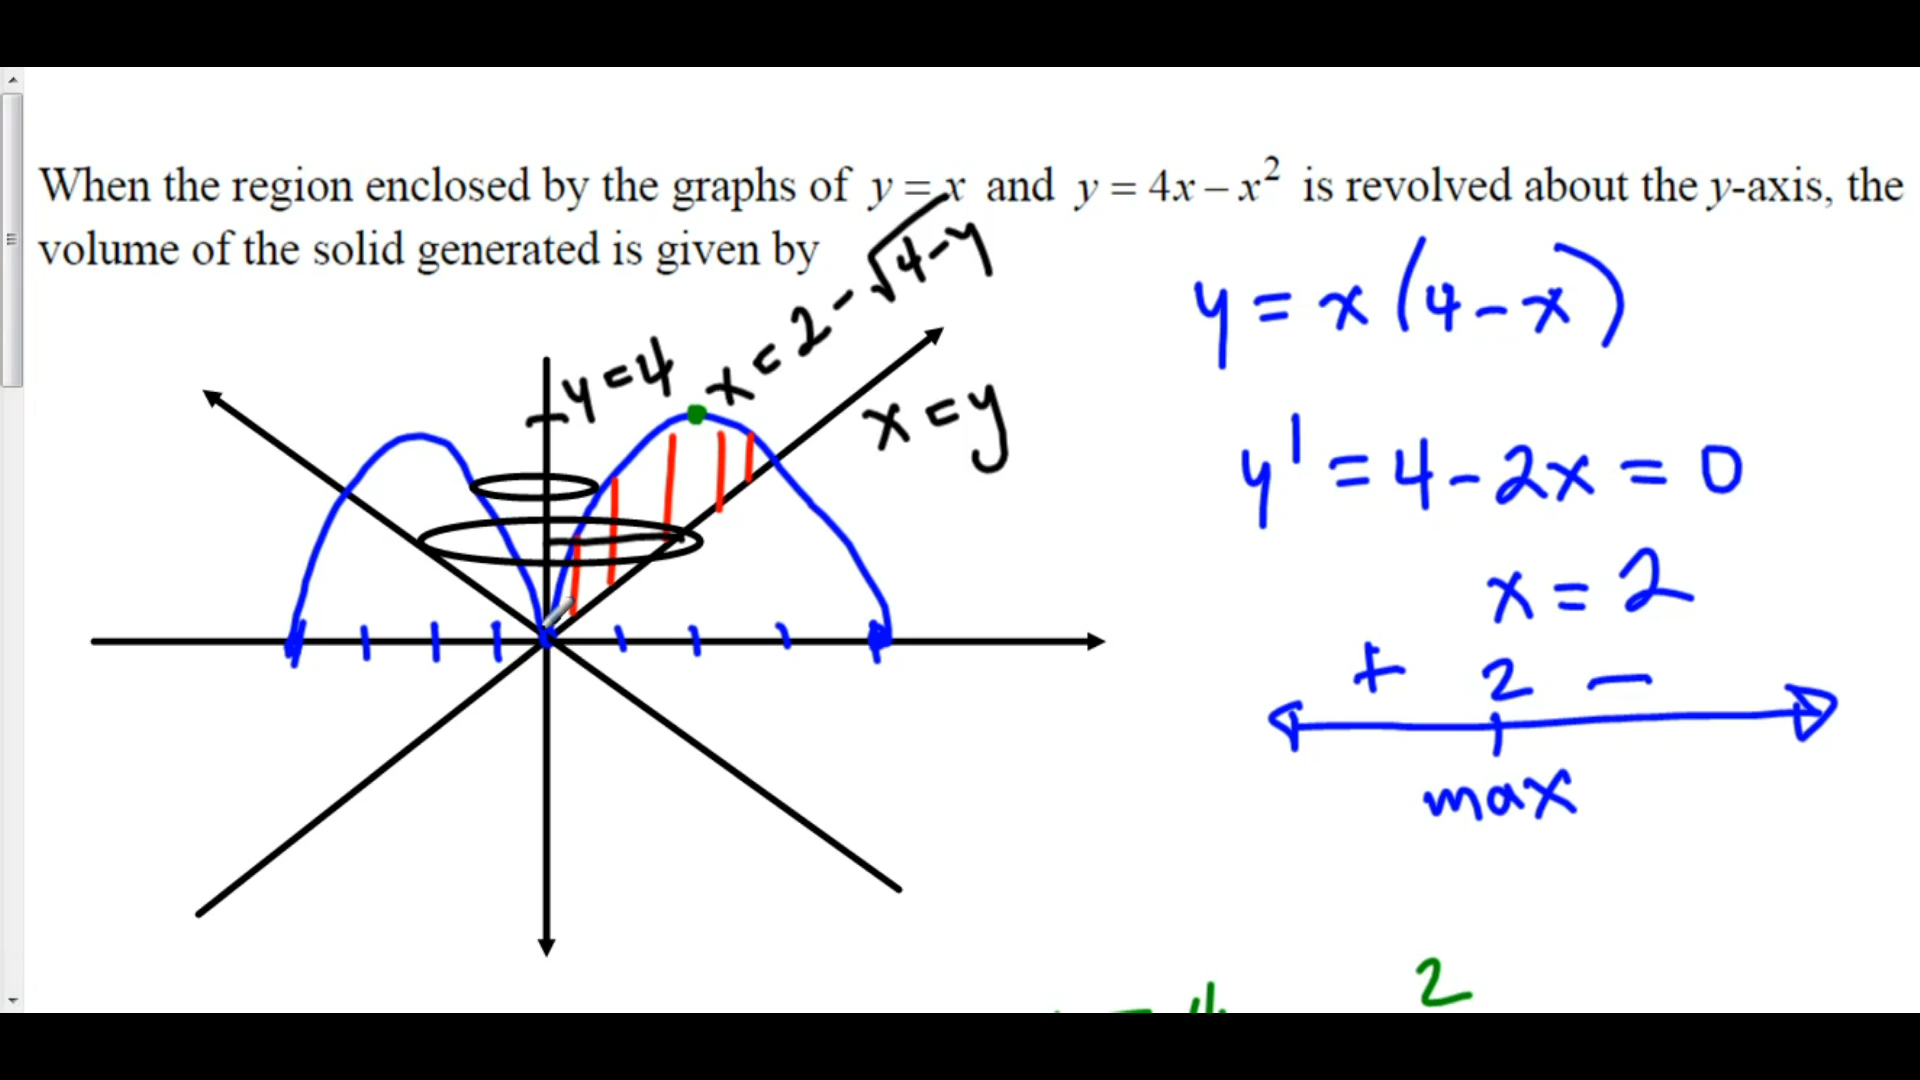 When the region enclosed by the graphs of y = x and y = 4x – x² is revolved about the y-axis, the
volume of the solid generated is given by
x = 2 - √4-y
y = 4
x = y
y = x(4-x)
y' = 4-2x = 0
x = 2
+ 2 -
max
2